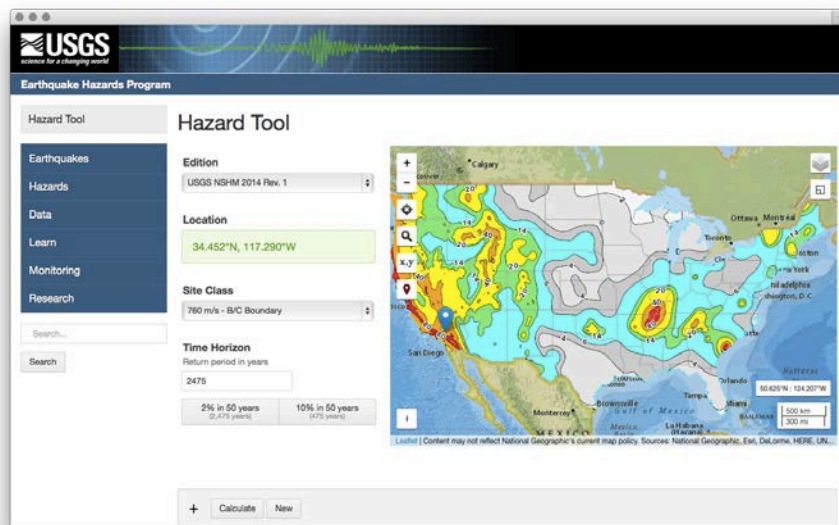 USGS
science for a changing world
Earthquake Hazards Program
Hazard Tool
Earthquakes
Hazards
Data
Learn
Monitoring
Research
Search...
Search
Hazard Tool
Edition
USGS NSHM 2014 Rev. 1
Location
34.452°N, 117.290°W
Site Class
760 m/s - B/C Boundary
Time Horizon
Return period in years
2475
2% in 50 years
(2,475 years)
10% in 50 years
(475 years)
+
−
x,y
i
Calgary
Ottawa Montréal
Toronto
San Diego
Orlando
Tampa
Miami
Brownsville
Monterrey
Gulf of Mexico
La Habana
(Havana)
MEXICO
50.625°N : 124.207°W
500 km
300 mi
Leaflet | Content may not reflect National Geographic's current map policy. Sources: National Geographic, Esri, DeLorme, HERE, UN...
+
Calculate
New